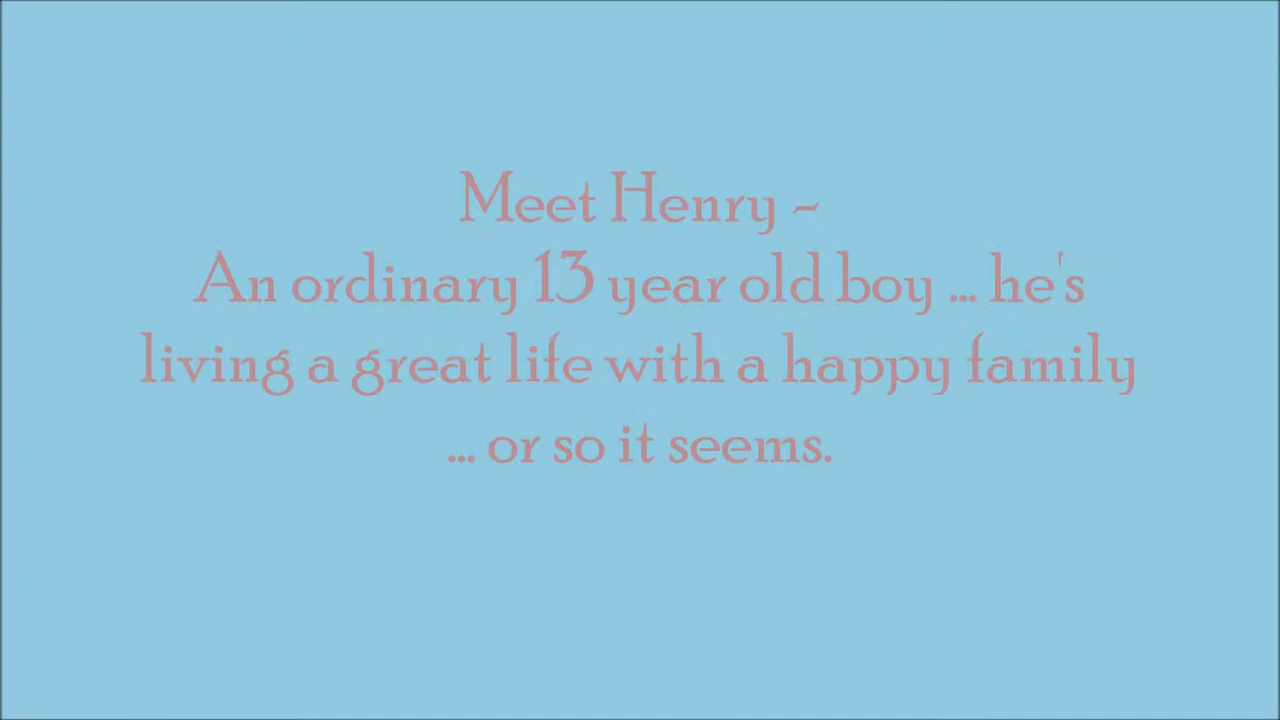 Meet Henry -
An ordinary 13 year old boy ... he's
living a great life with a happy family
... or so it seems.